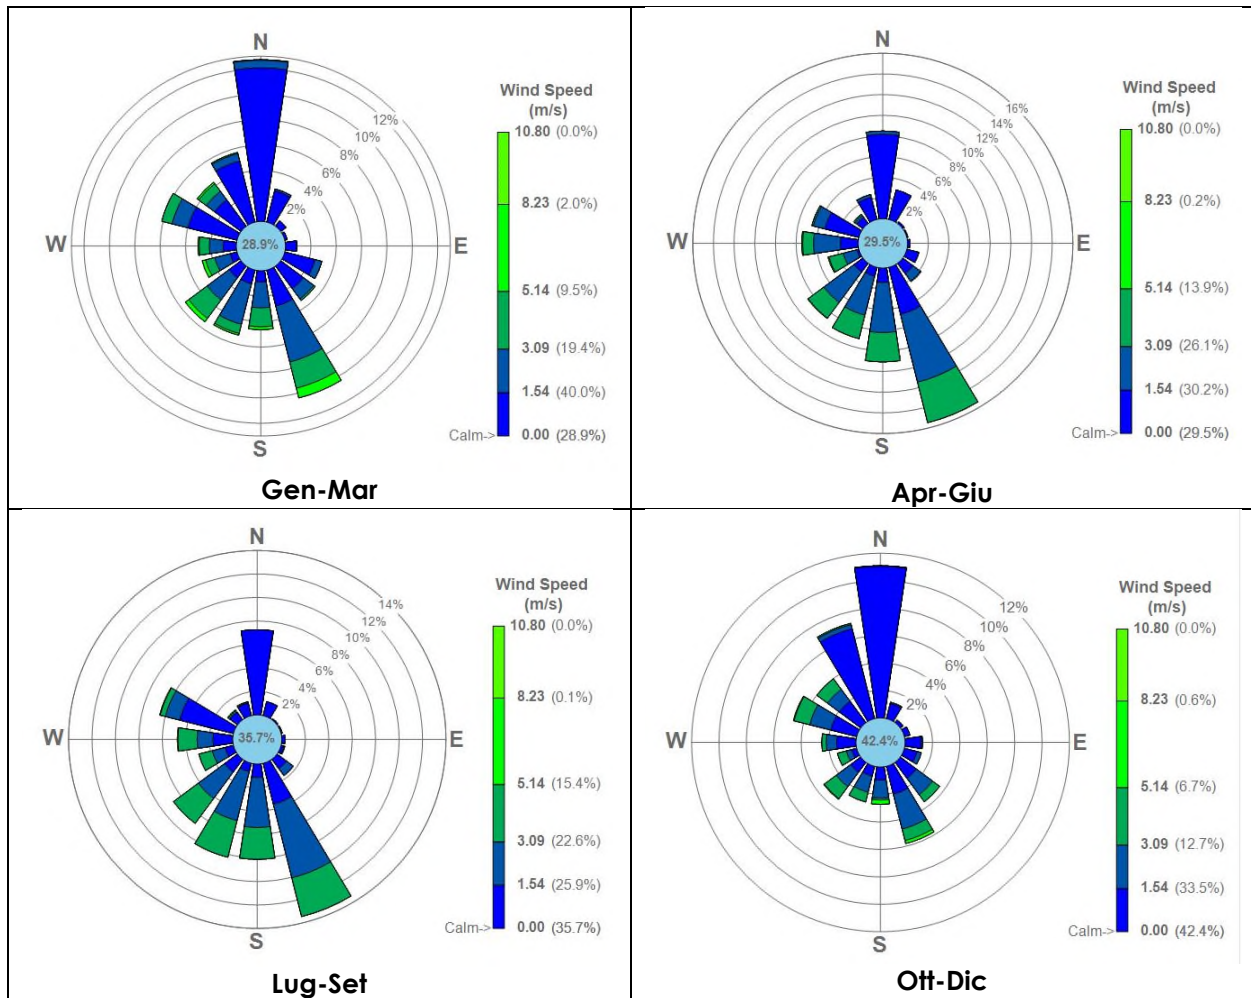 N
W
E
S
28.9%
2%
4%
6%
8%
10%
12%
Wind Speed
(m/s)
10.80 (0.0%)
8.23 (2.0%)
5.14 (9.5%)
3.09 (19.4%)
1.54 (40.0%)
Calm-> 0.00 (28.9%)
Gen-Mar
N
W
E
S
29.5%
2%
4%
6%
8%
10%
12%
14%
16%
Wind Speed
(m/s)
10.80 (0.0%)
8.23 (0.2%)
5.14 (13.9%)
3.09 (26.1%)
1.54 (30.2%)
Calm-> 0.00 (29.5%)
Apr-Giu
N
W
E
S
35.7%
2%
4%
6%
8%
10%
12%
14%
Wind Speed
(m/s)
10.80 (0.0%)
8.23 (0.1%)
5.14 (15.4%)
3.09 (22.6%)
1.54 (25.9%)
Calm-> 0.00 (35.7%)
Lug-Set
N
W
E
S
42.4%
2%
4%
6%
8%
10%
12%
Wind Speed
(m/s)
10.80 (0.0%)
8.23 (0.6%)
5.14 (6.7%)
3.09 (12.7%)
1.54 (33.5%)
Calm-> 0.00 (42.4%)
Ott-Dic